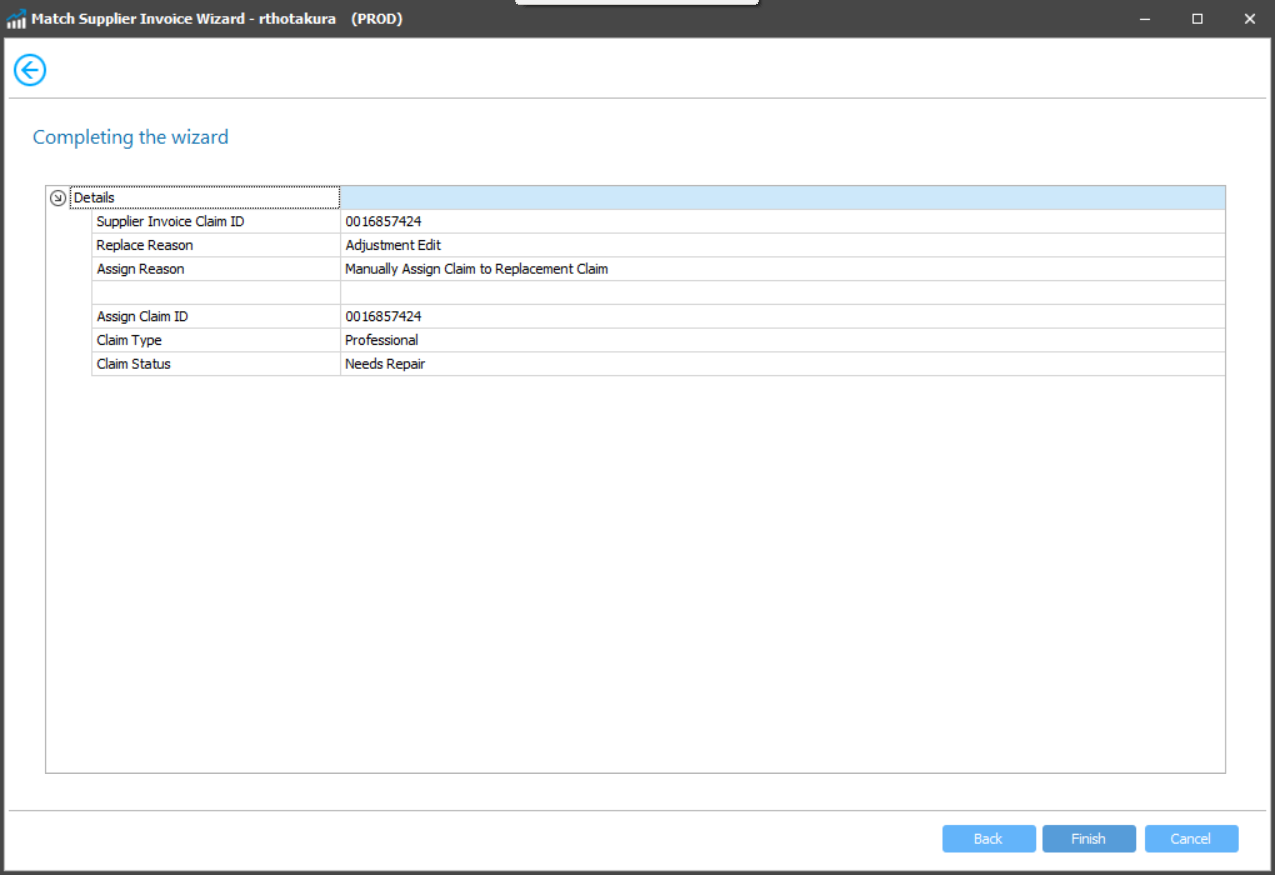 Match Supplier Invoice Wizard - rthotakura (PROD)
Completing the wizard
Details
Supplier Invoice Claim ID 0016857424
Replace Reason Adjustment Edit
Assign Reason Manually Assign Claim to Replacement Claim
Assign Claim ID 0016857424
Claim Type Professional
Claim Status Needs Repair
Back Finish Cancel